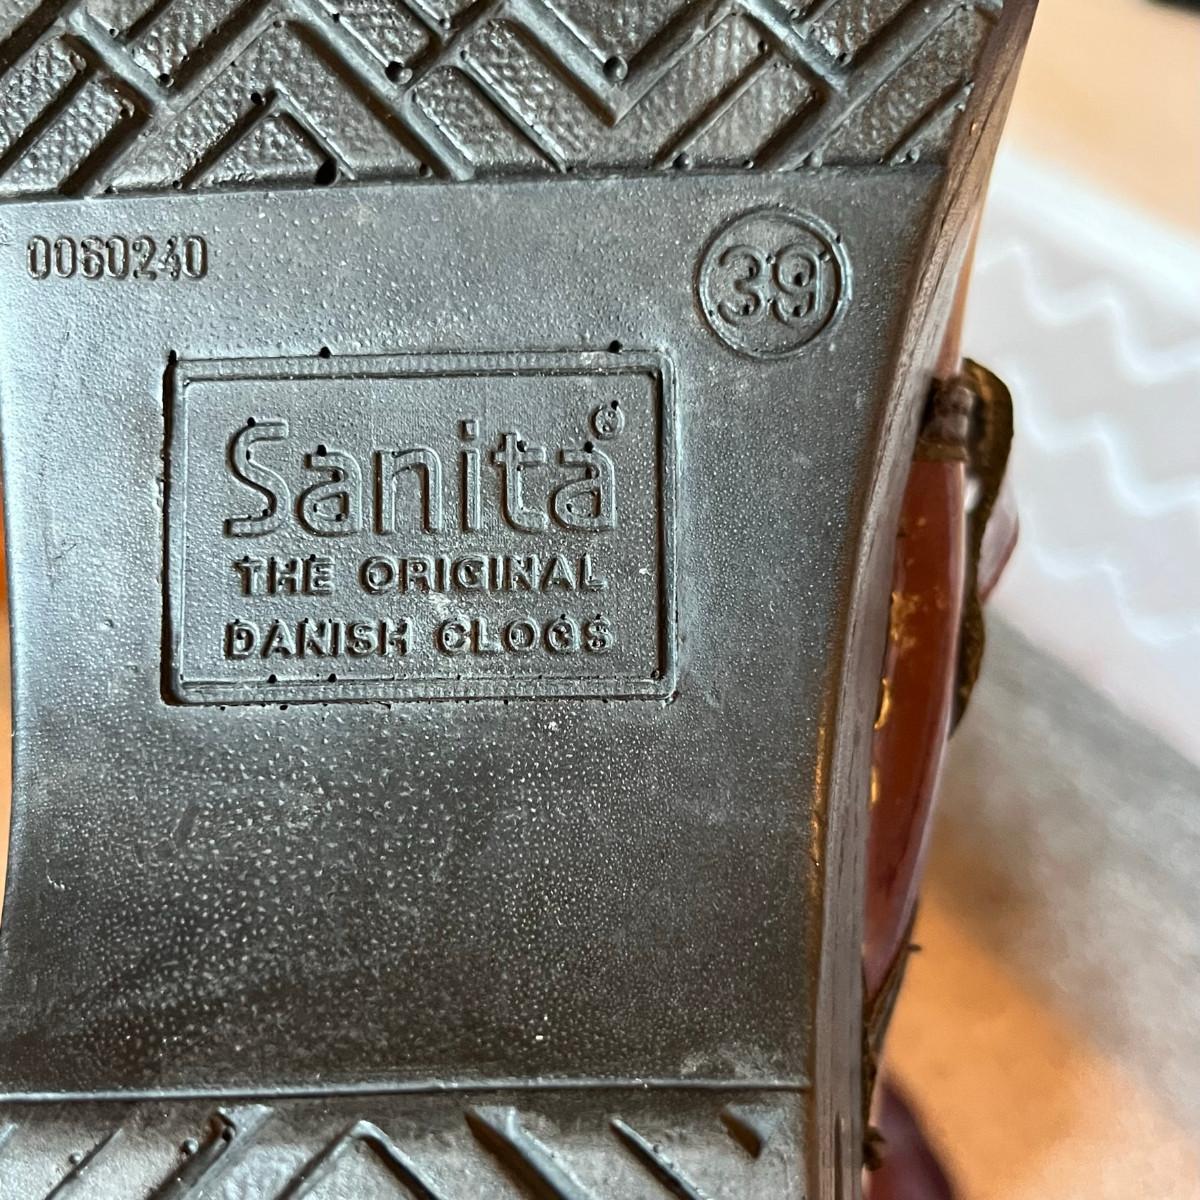 0060240
39
Sanita®
THE ORIGINAL
DANISH CLOGS